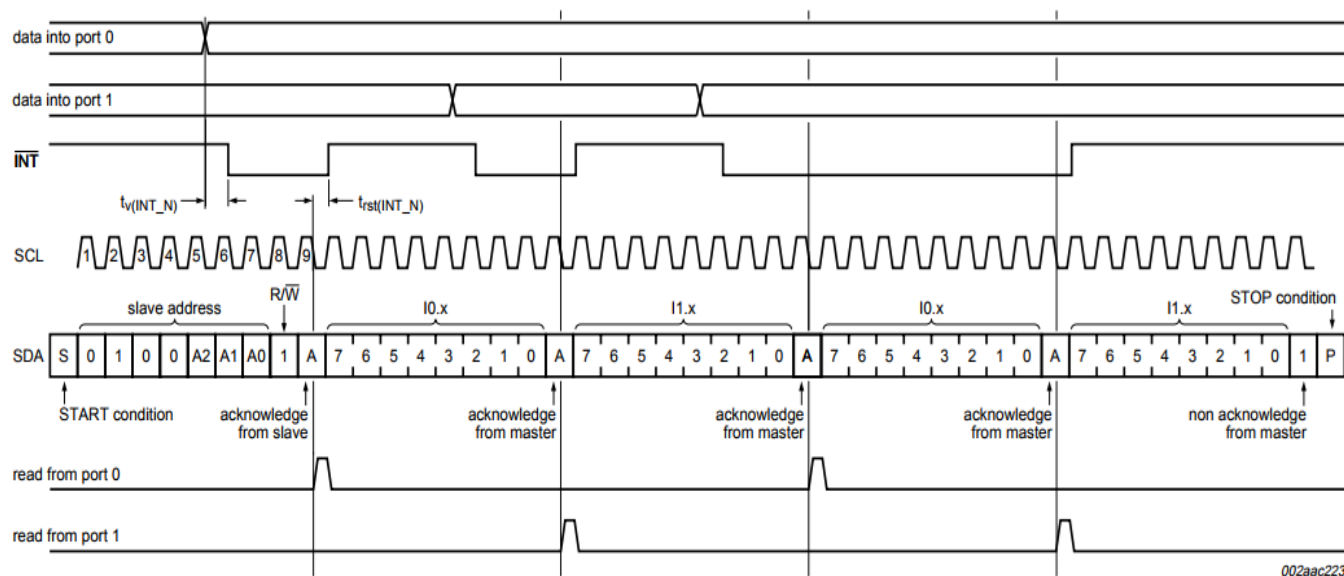 data into port 0
data into port 1
INT
tv(INT_N)
trst(INT_N)
SCL
1 2 3 4 5 6 7 8 9
R/W
STOP condition
slave address
I0.x
I1.x
I0.x
I1.x
SDA
S 0 1 0 0 A2 A1 A0 1 A 7 6 5 4 3 2 1 0 A 7 6 5 4 3 2 1 0 A 7 6 5 4 3 2 1 0 A 7 6 5 4 3 2 1 0 1 P
START condition
acknowledge
from slave
acknowledge
from master
acknowledge
from master
acknowledge
from master
non acknowledge
from master
read from port 0
read from port 1
002aac223